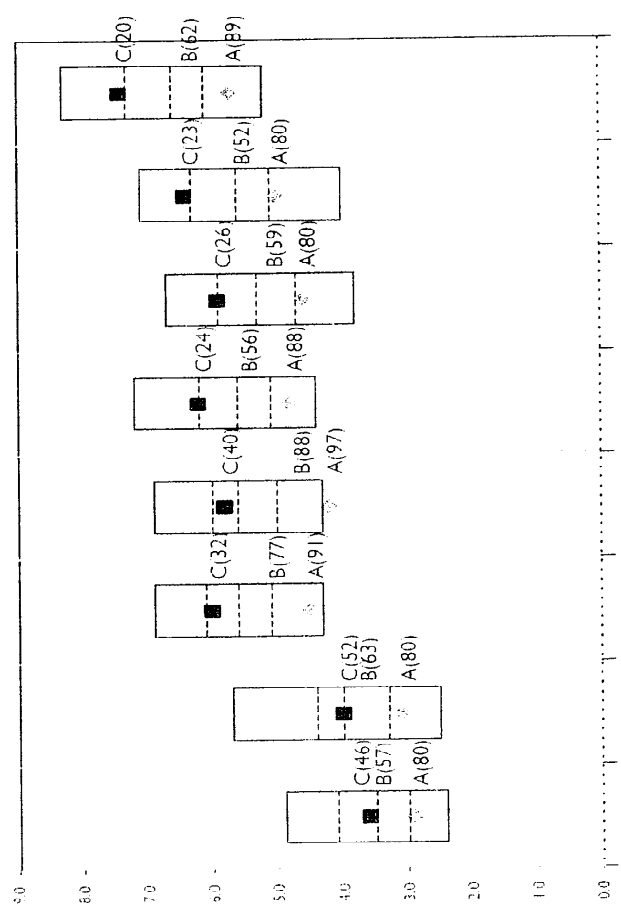 C(20)
B(62)
A(89)
C(23)
B(52)
A(80)
C(26)
B(59)
A(80)
C(24)
B(56)
A(88)
C(40)
B(88)
A(97)
C(32)
B(77)
A(91)
C(52)
B(63)
A(80)
C(46)
B(57)
A(80)
9.0
8.0
7.0
6.0
5.0
4.0
3.0
2.0
1.0
0.0